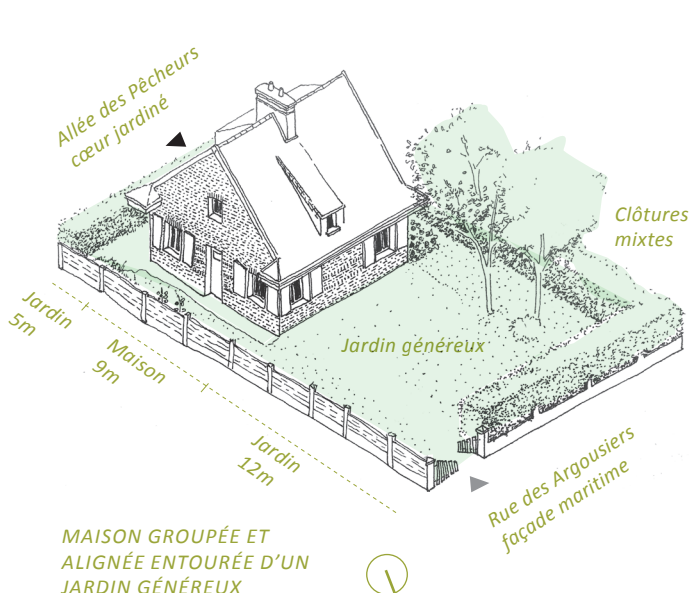 Allée des Pêcheurs
cœur jardiné
Clôtures
mixtes
Jardin
5m
Maison
9m
Jardin généreux
Jardin
12m
Rue des Argousiers
façade maritime
MAISON GROUPÉE ET
ALIGNÉE ENTOURÉE D'UN
JARDIN GÉNÉREUX